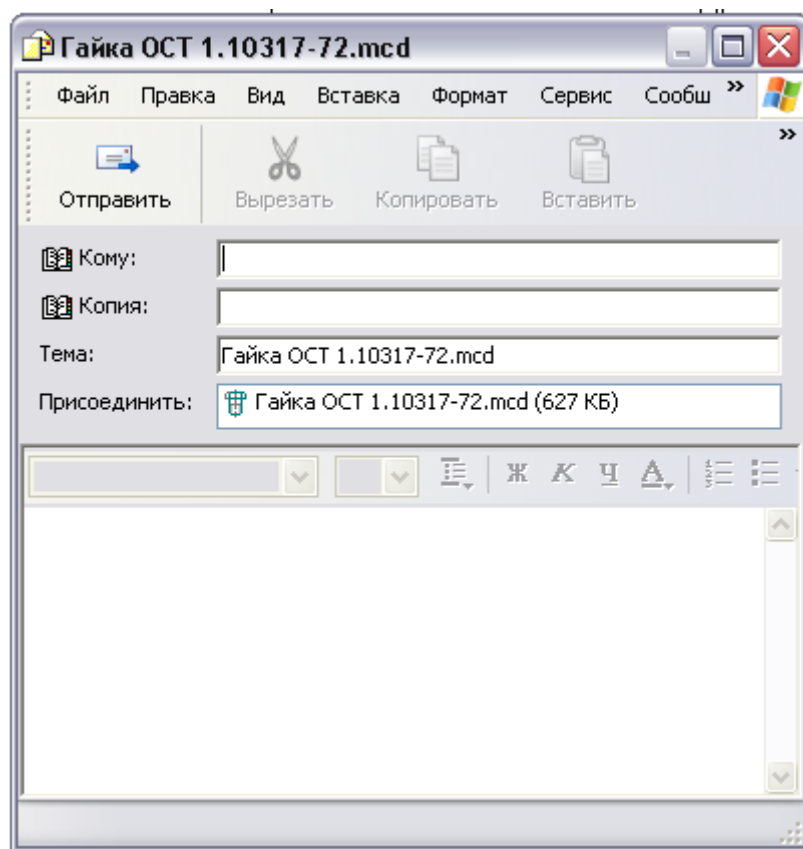 Гайка ОСТ 1.10317-72.mcd
Файл Правка Вид Вставка Формат Сервис Сообщ »
»
Отправить Вырезать Копировать Вставить
Кому:
Копия:
Тема: Гайка ОСТ 1.10317-72.mcd
Присоединить: Гайка ОСТ 1.10317-72.mcd (627 КБ)
Ж К Ч А